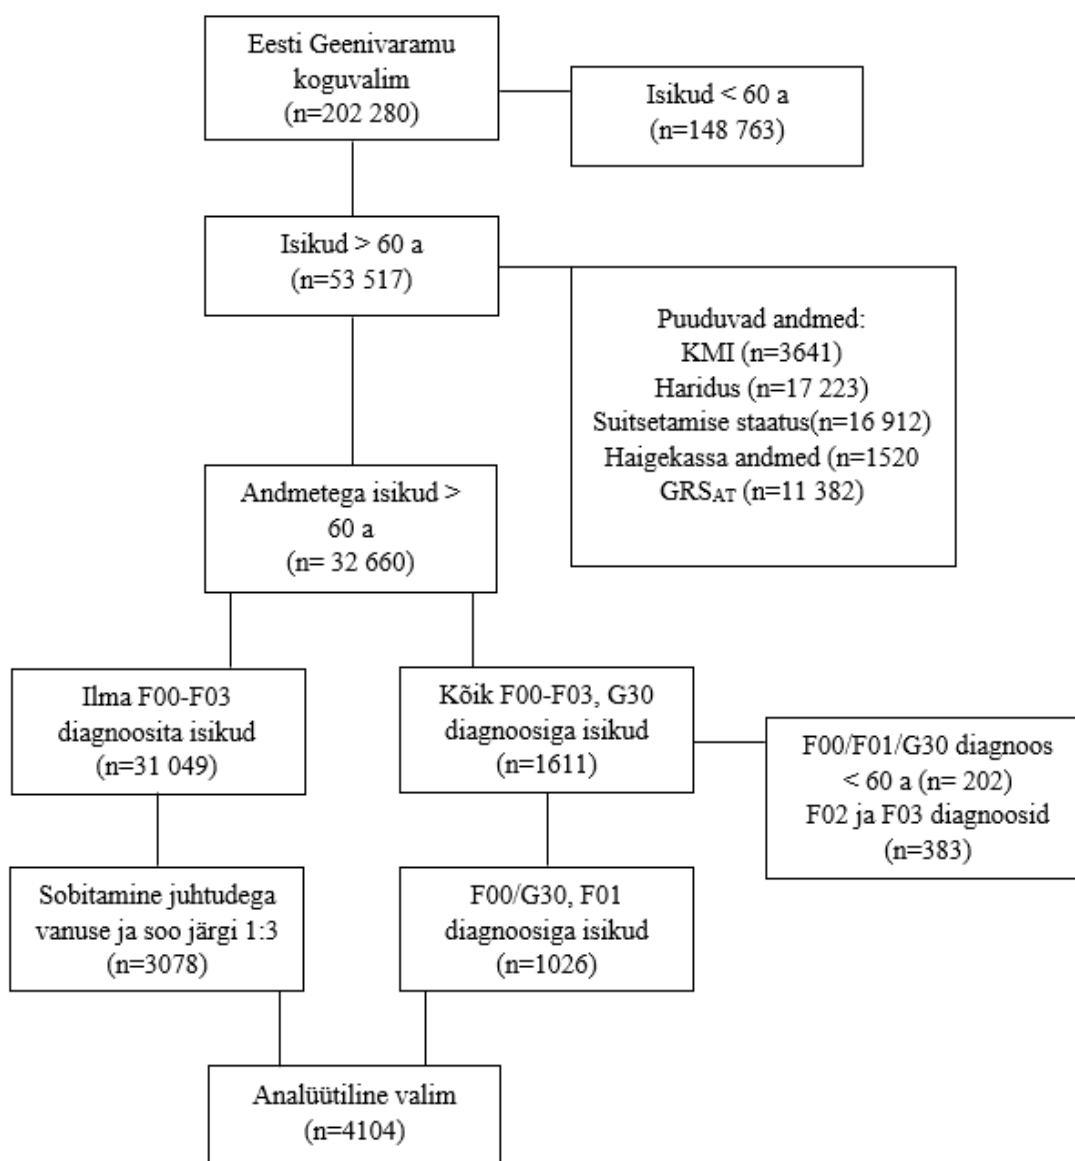 Eesti Geenivaramu
koguvalim
(n=202 280)
Isikud < 60 a
(n=148 763)
Isikud > 60 a
(n=53 517)
Puuduvad andmed:
KMI (n=3641)
Haridus (n=17 223)
Suitsetamise staatus(n=16 912)
Haigekassa andmed (n=1520
GRSAT (n=11 382)
Andmetega isikud >
60 a
(n= 32 660)
Ilma F00-F03
diagnoosita isikud
(n=31 049)
Kõik F00-F03, G30
diagnoosiga isikud
(n=1611)
F00/F01/G30 diagnoos
< 60 a (n= 202)
F02 ja F03 diagnoosid
(n=383)
Sobitamine juhtudega
vanuse ja soo järgi 1:3
(n=3078)
F00/G30, F01
diagnoosiga isikud
(n=1026)
Analüütiline valim
(n=4104)